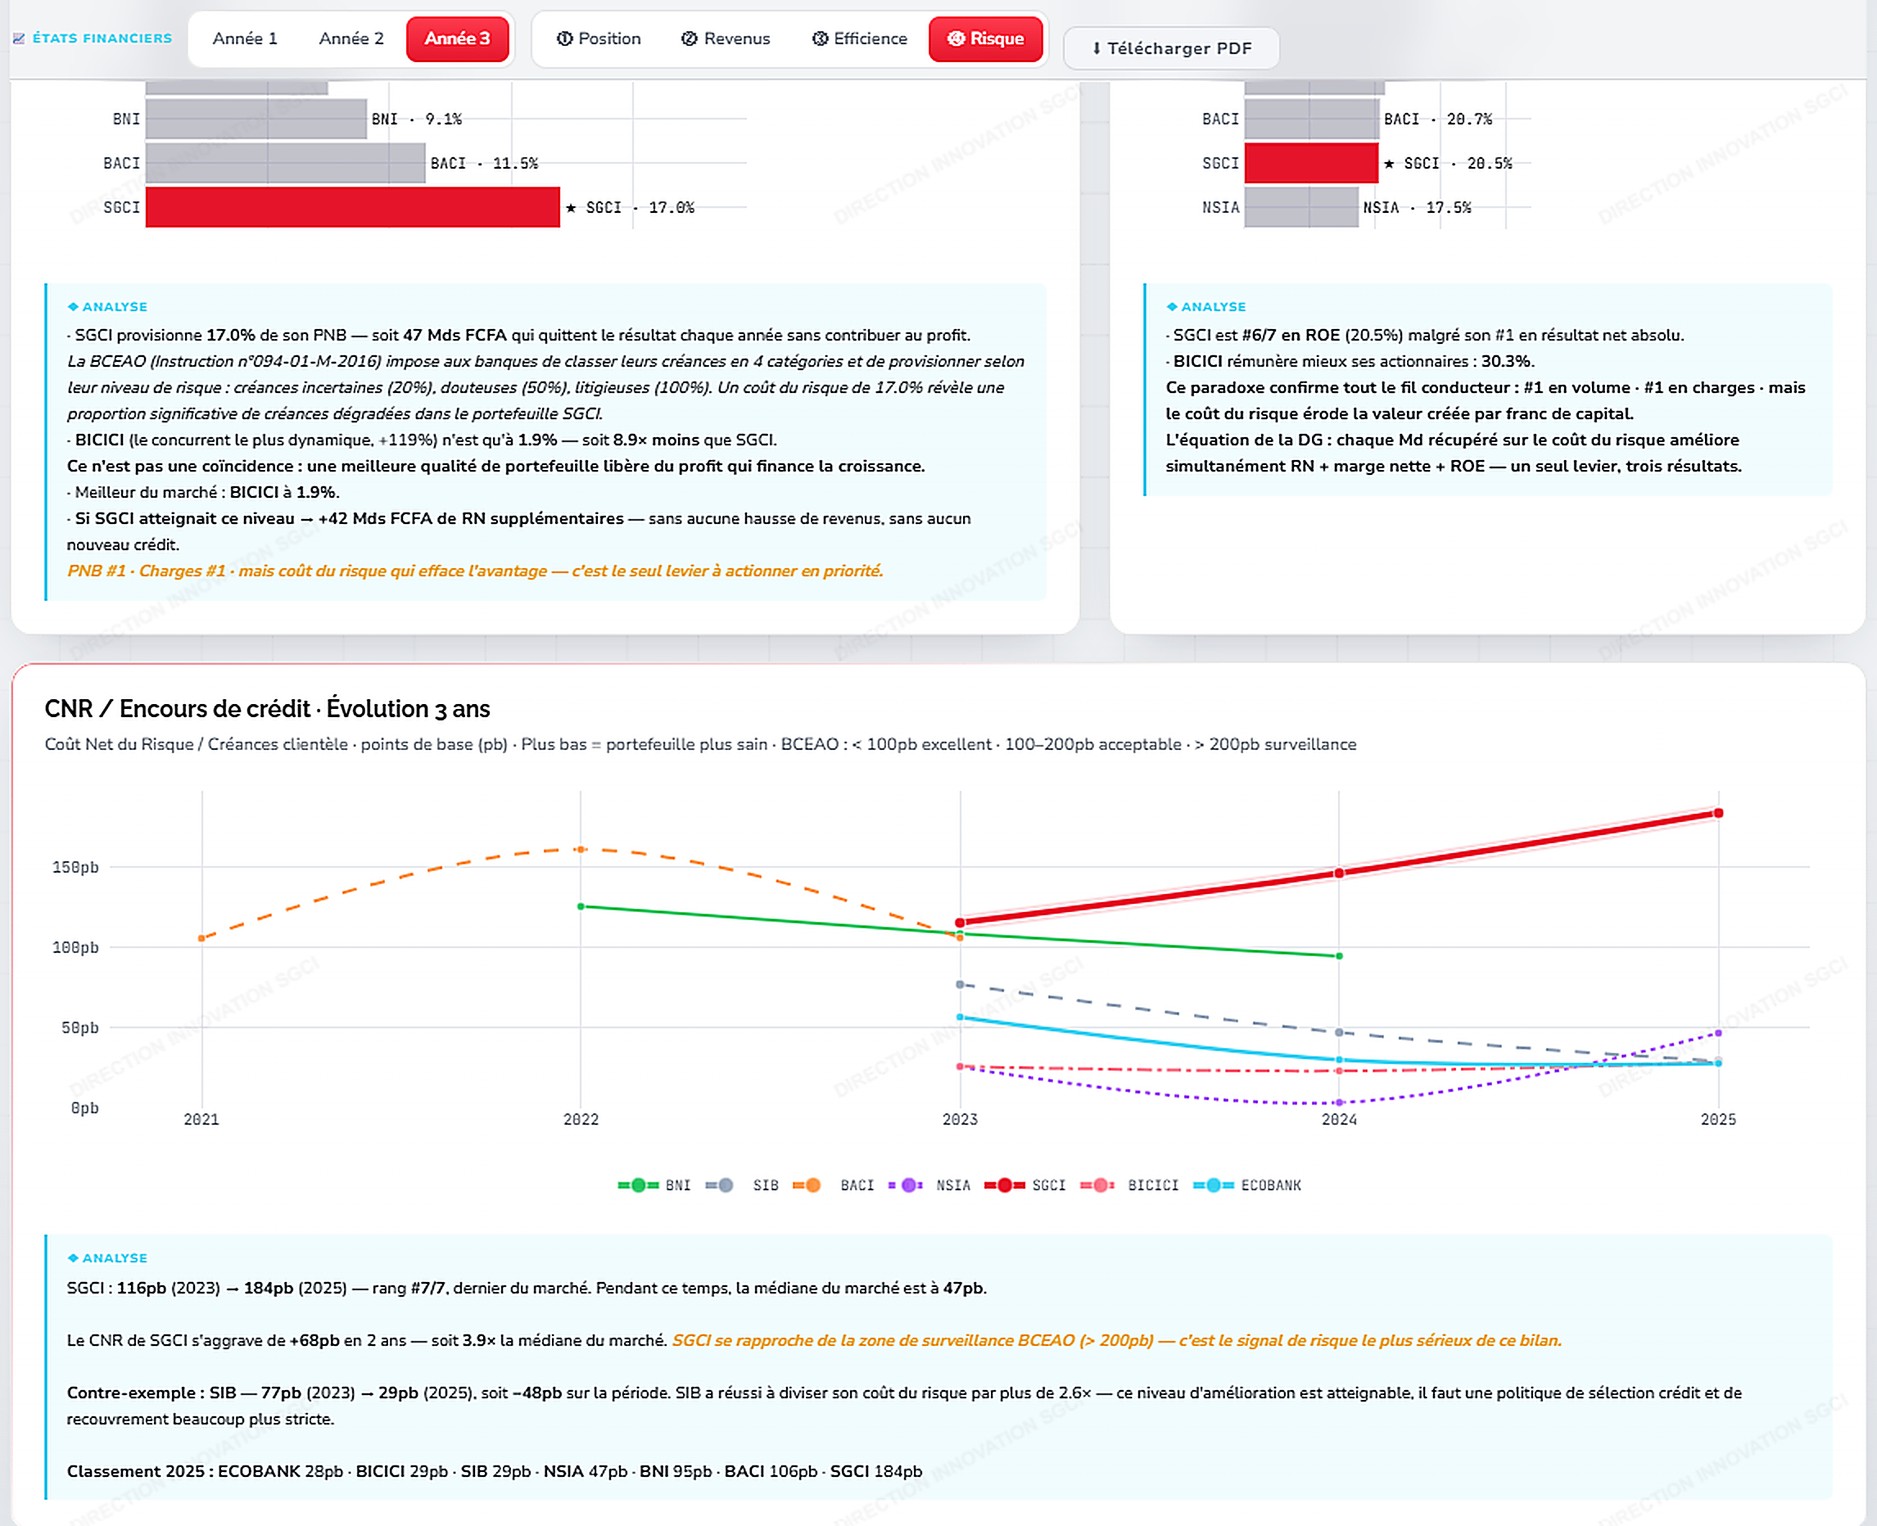 ÉTATS FINANCIERS
Année 1
Année 2
Année 3
① Position
② Revenus
③ Efficience
④ Risque
⬇ Télécharger PDF
BNI
BNI · 9.1%
BACI
BACI · 11.5%
SGCI
★ SGCI · 17.0%
BACI
BACI · 20.7%
SGCI
★ SGCI · 20.5%
NSIA
NSIA · 17.5%
❖ ANALYSE
· SGCI provisionne 17.0% de son PNB — soit 47 Mds FCFA qui quittent le résultat chaque année sans contribuer au profit.
La BCEAO (Instruction n°094-01-M-2016) impose aux banques de classer leurs créances en 4 catégories et de provisionner selon
leur niveau de risque : créances incertaines (20%), douteuses (50%), litigieuses (100%). Un coût du risque de 17.0% révèle une
proportion significative de créances dégradées dans le portefeuille SGCI.
· BICICI (le concurrent le plus dynamique, +119%) n'est qu'à 1.9% — soit 8.9× moins que SGCI.
Ce n'est pas une coïncidence : une meilleure qualité de portefeuille libère du profit qui finance la croissance.
· Meilleur du marché : BICICI à 1.9%.
· Si SGCI atteignait ce niveau → +42 Mds FCFA de RN supplémentaires — sans aucune hausse de revenus, sans aucun
nouveau crédit.
PNB #1 · Charges #1 · mais coût du risque qui efface l'avantage — c'est le seul levier à actionner en priorité.
❖ ANALYSE
· SGCI est #6/7 en ROE (20.5%) malgré son #1 en résultat net absolu.
· BICICI rémunère mieux ses actionnaires : 30.3%.
Ce paradoxe confirme tout le fil conducteur : #1 en volume · #1 en charges · mais
le coût du risque érode la valeur créée par franc de capital.
L'équation de la DG : chaque Md récupéré sur le coût du risque améliore
simultanément RN + marge nette + ROE — un seul levier, trois résultats.
CNR / Encours de crédit · Évolution 3 ans
Coût Net du Risque / Créances clientèle · points de base (pb) · Plus bas = portefeuille plus sain · BCEAO : < 100pb excellent · 100–200pb acceptable · > 200pb surveillance
150pb
100pb
50pb
0pb
2021
2022
2023
2024
2025
BNI
SIB
BACI
NSIA
SGCI
BICICI
ECOBANK
❖ ANALYSE
SGCI : 116pb (2023) → 184pb (2025) — rang #7/7, dernier du marché. Pendant ce temps, la médiane du marché est à 47pb.
Le CNR de SGCI s'aggrave de +68pb en 2 ans — soit 3.9× la médiane du marché. SGCI se rapproche de la zone de surveillance BCEAO (> 200pb) — c'est le signal de risque le plus sérieux de ce bilan.
Contre-exemple : SIB — 77pb (2023) → 29pb (2025), soit −48pb sur la période. SIB a réussi à diviser son coût du risque par plus de 2.6× — ce niveau d'amélioration est atteignable, il faut une politique de sélection crédit et de
recouvrement beaucoup plus stricte.
Classement 2025 : ECOBANK 28pb · BICICI 29pb · SIB 29pb · NSIA 47pb · BNI 95pb · BACI 106pb · SGCI 184pb
DIRECTION INNOVATION SGCI